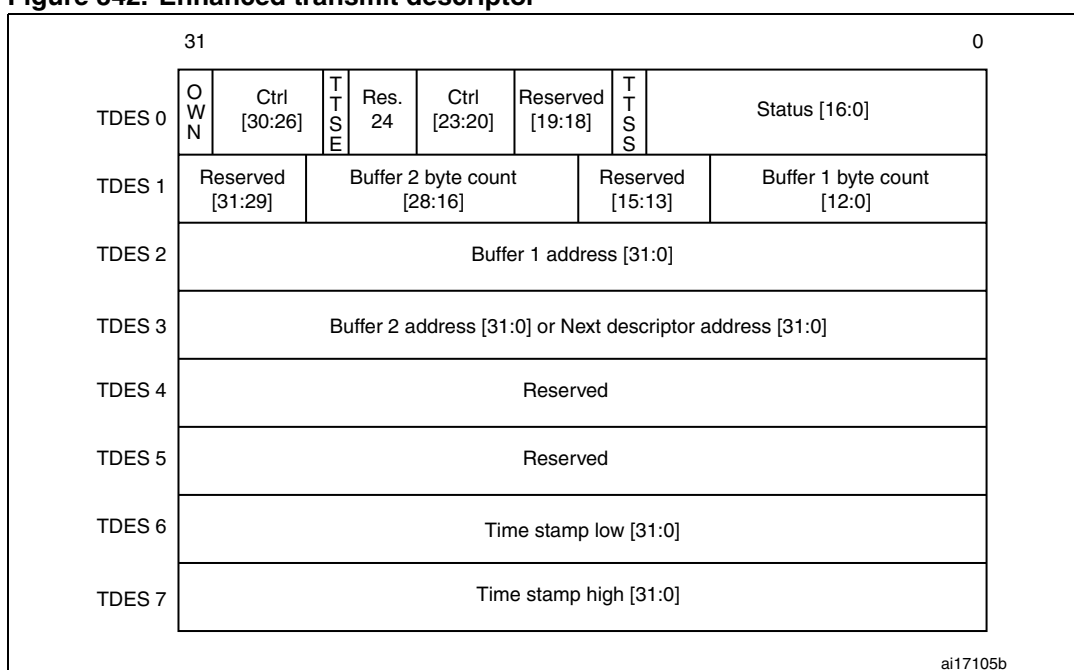 Figure 342. Enhanced transmit descriptor
31 0
TDES 0 OWN Ctrl [30:26] TTSE Res. 24 Ctrl [23:20] Reserved [19:18] TTSS Status [16:0]
TDES 1 Reserved [31:29] Buffer 2 byte count [28:16] Reserved [15:13] Buffer 1 byte count [12:0]
TDES 2 Buffer 1 address [31:0]
TDES 3 Buffer 2 address [31:0] or Next descriptor address [31:0]
TDES 4 Reserved
TDES 5 Reserved
TDES 6 Time stamp low [31:0]
TDES 7 Time stamp high [31:0]
ai17105b